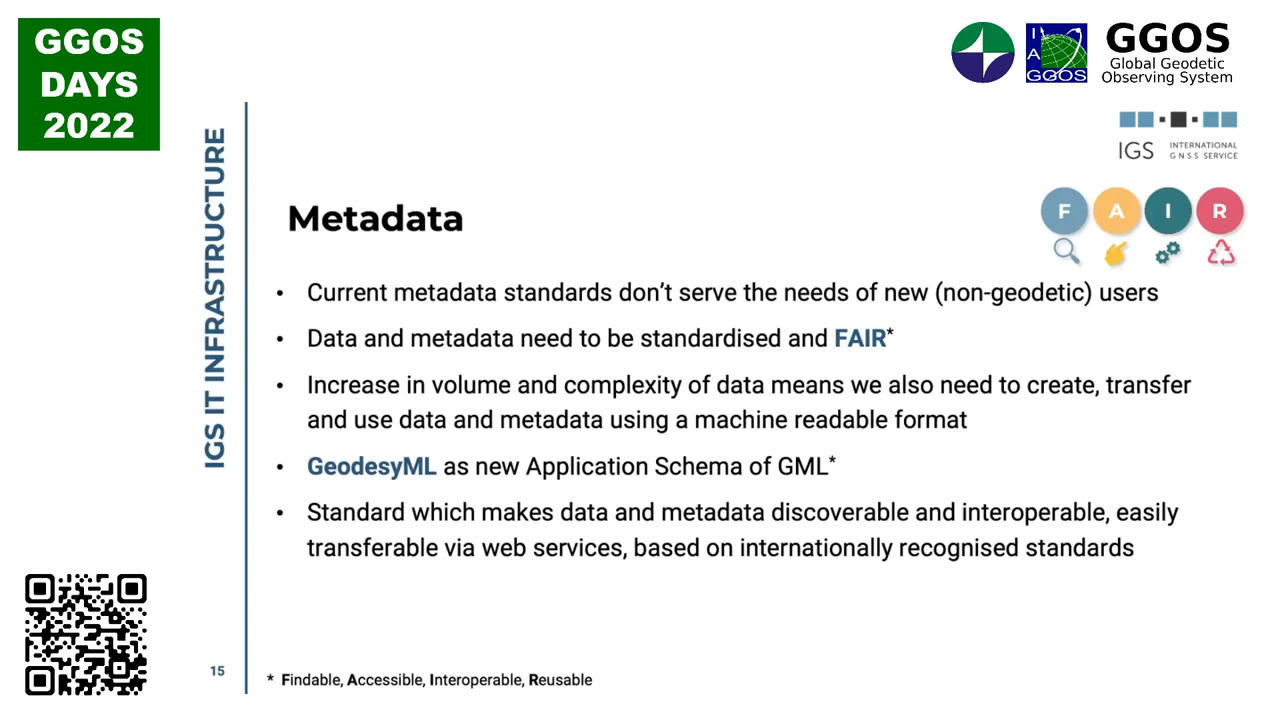 GGOS
DAYS
2022
GGOS
Global Geodetic
Observing System
I
A
GGOS
IGS INTERNATIONAL
GNSS SERVICE
F A I R
IGS IT INFRASTRUCTURE
Metadata
• Current metadata standards don’t serve the needs of new (non-geodetic) users
• Data and metadata need to be standardised and FAIR*
• Increase in volume and complexity of data means we also need to create, transfer
and use data and metadata using a machine readable format
• GeodesyML as new Application Schema of GML*
• Standard which makes data and metadata discoverable and interoperable, easily
transferable via web services, based on internationally recognised standards
15
* Findable, Accessible, Interoperable, Reusable